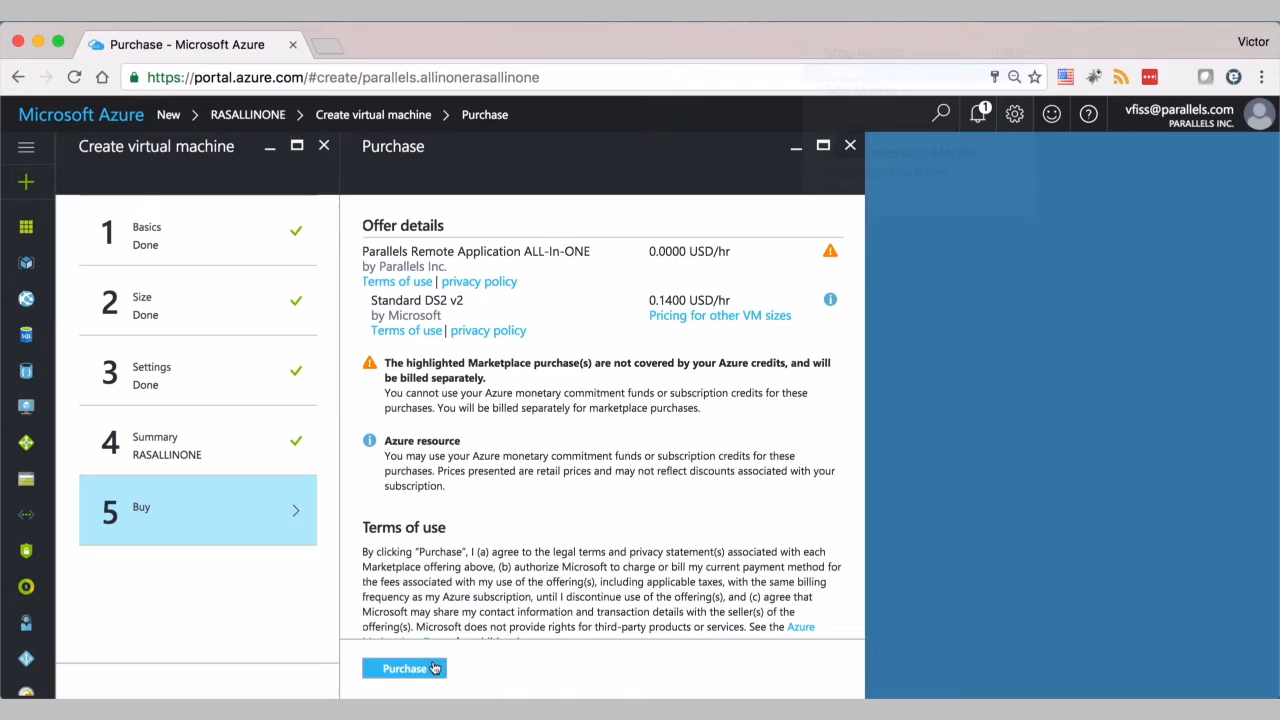 Purchase - Microsoft Azure
Victor
https://portal.azure.com/#create/parallels.allinonerasallinone
Microsoft Azure New RASALLINONE Create virtual machine Purchase
1
vfiss@parallels.com
PARALLELS INC.
Create virtual machine
Purchase
1 Basics
Done
2 Size
Done
3 Settings
Done
4 Summary
RASALLINONE
5 Buy
Offer details
Parallels Remote Application ALL-In-ONE 0.0000 USD/hr
by Parallels Inc.
Terms of use | privacy policy
Standard DS2 v2 0.1400 USD/hr
by Microsoft Pricing for other VM sizes
Terms of use | privacy policy
The highlighted Marketplace purchase(s) are not covered by your Azure credits, and will
be billed separately.
You cannot use your Azure monetary commitment funds or subscription credits for these
purchases. You will be billed separately for marketplace purchases.
Azure resource
You may use your Azure monetary commitment funds or subscription credits for these
purchases. Prices presented are retail prices and may not reflect discounts associated with your
subscription.
Terms of use
By clicking "Purchase", I (a) agree to the legal terms and privacy statement(s) associated with each
Marketplace offering above, (b) authorize Microsoft to charge or bill my current payment method for
the fees associated with my use of the offering(s), including applicable taxes, with the same billing
frequency as my Azure subscription, until I discontinue use of the offering(s), and (c) agree that
Microsoft may share my contact information and transaction details with the seller(s) of the
offering(s). Microsoft does not provide rights for third-party products or services. See the Azure
Purchase